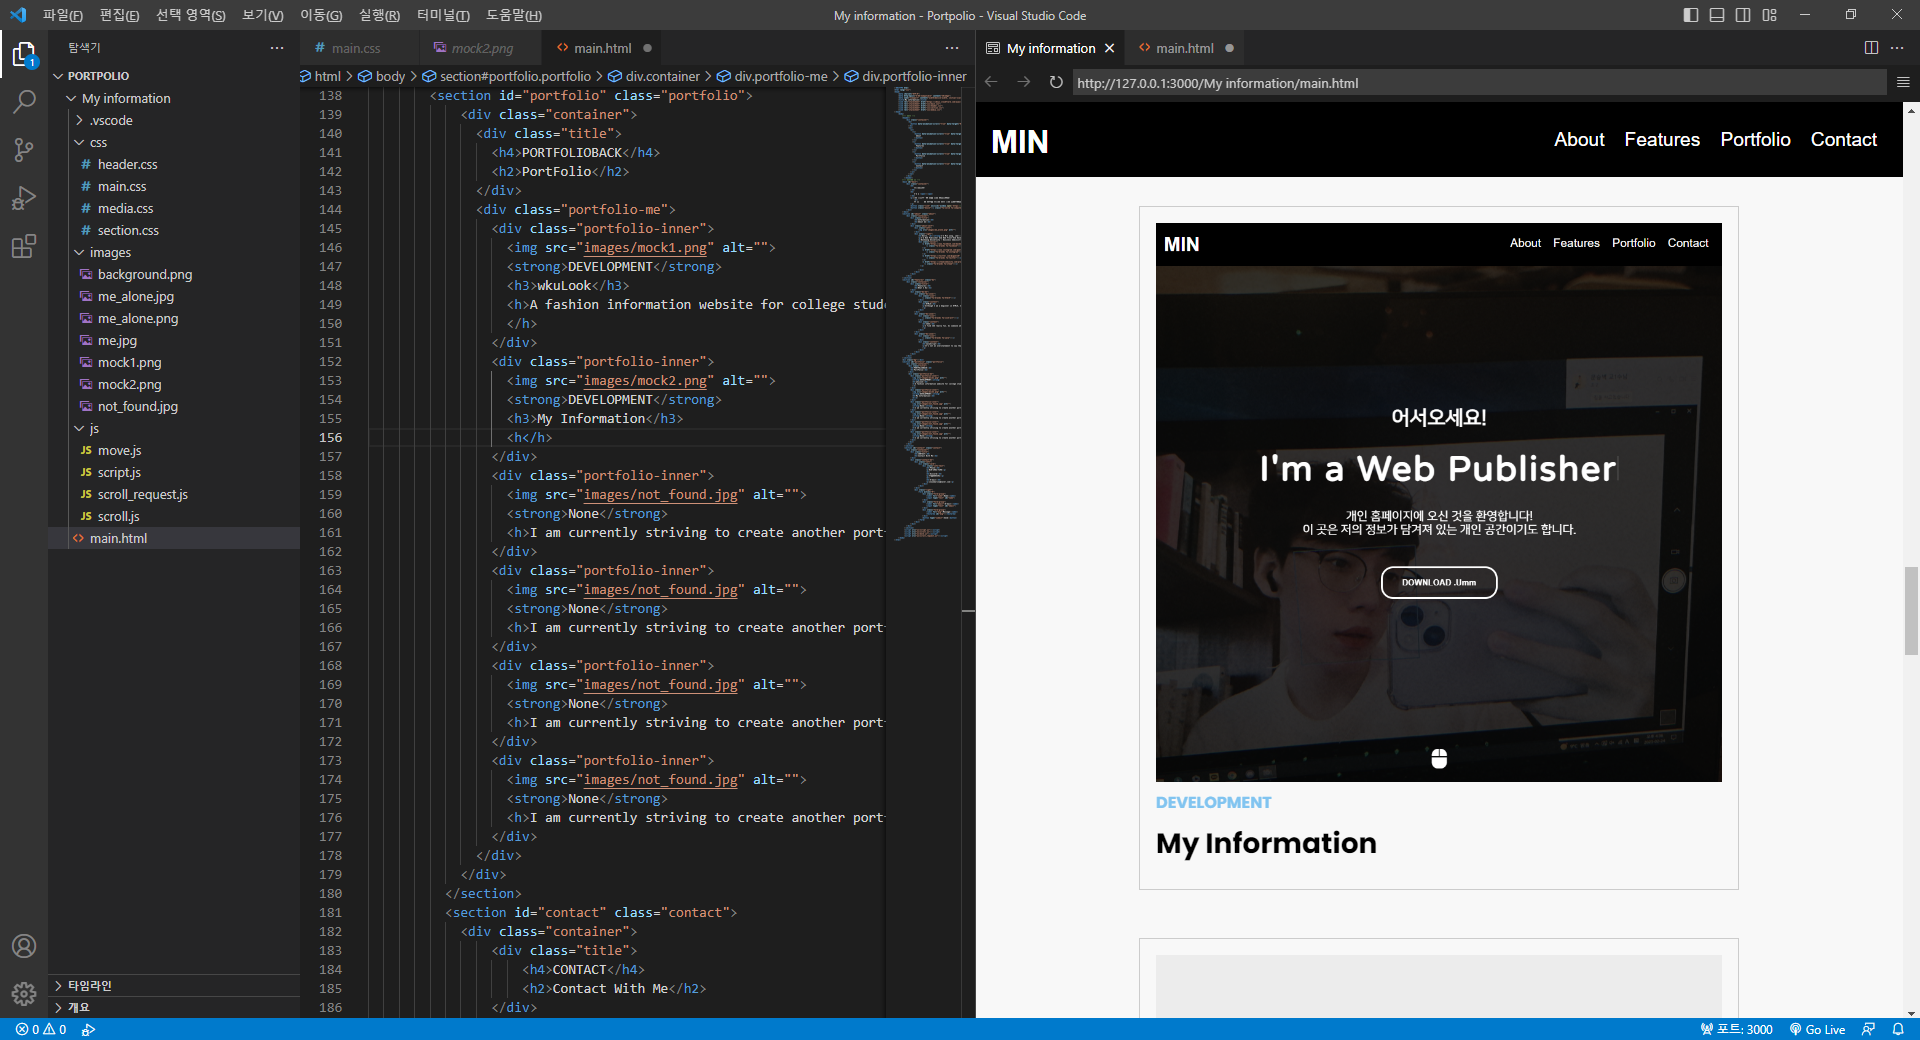 파일(F) 편집(E) 선택 영역(S) 보기(V) 이동(G) 실행(R) 터미널(T) 도움말(H)
My information - Portpolio - Visual Studio Code
탐색기
1
PORTPOLIO
My information
.vscode
css
header.css
main.css
media.css
section.css
images
background.png
me_alone.jpg
me_alone.png
me.jpg
mock1.png
mock2.png
not_found.jpg
js
move.js
script.js
scroll_request.js
scroll.js
main.html
타임라인
개요
main.css mock2.png main.html
html body section#portfolio.portfolio div.container div.portfolio-me div.portfolio-inner
138 <section id="portfolio" class="portfolio">
139 <div class="container">
140 <div class="title">
141 <h4>PORTFOLIOBACK</h4>
142 <h2>PortFolio</h2>
143 </div>
144 <div class="portfolio-me">
145 <div class="portfolio-inner">
146 <img src="images/mock1.png" alt="">
147 <strong>DEVELOPMENT</strong>
148 <h3>wkuLook</h3>
149 <h>A fashion information website for college stud
150 </h>
151 </div>
152 <div class="portfolio-inner">
153 <img src="images/mock2.png" alt="">
154 <strong>DEVELOPMENT</strong>
155 <h3>My Information</h3>
156 <h</h>
157 </div>
158 <div class="portfolio-inner">
159 <img src="images/not_found.jpg" alt="">
160 <strong>None</strong>
161 <h>I am currently striving to create another port
162 </div>
163 <div class="portfolio-inner">
164 <img src="images/not_found.jpg" alt="">
165 <strong>None</strong>
166 <h>I am currently striving to create another port
167 </div>
168 <div class="portfolio-inner">
169 <img src="images/not_found.jpg" alt="">
170 <strong>None</strong>
171 <h>I am currently striving to create another port
172 </div>
173 <div class="portfolio-inner">
174 <img src="images/not_found.jpg" alt="">
175 <strong>None</strong>
176 <h>I am currently striving to create another port
177 </div>
178 </div>
179 </div>
180 </section>
181 <section id="contact" class="contact">
182 <div class="container">
183 <div class="title">
184 <h4>CONTACT</h4>
185 <h2>Contact With Me</h2>
186 </div>
My information main.html
http://127.0.0.1:3000/My information/main.html
MIN About Features Portfolio Contact
MIN About Features Portfolio Contact
어서오세요!
I'm a Web Publisher
개인 홈페이지에 오신 것을 환영합니다!
이 곳은 저의 정보가 담겨져 있는 개인 공간이기도 합니다.
DOWNLOAD .Umm
DEVELOPMENT
My Information
0 0
포트: 3000 Go Live